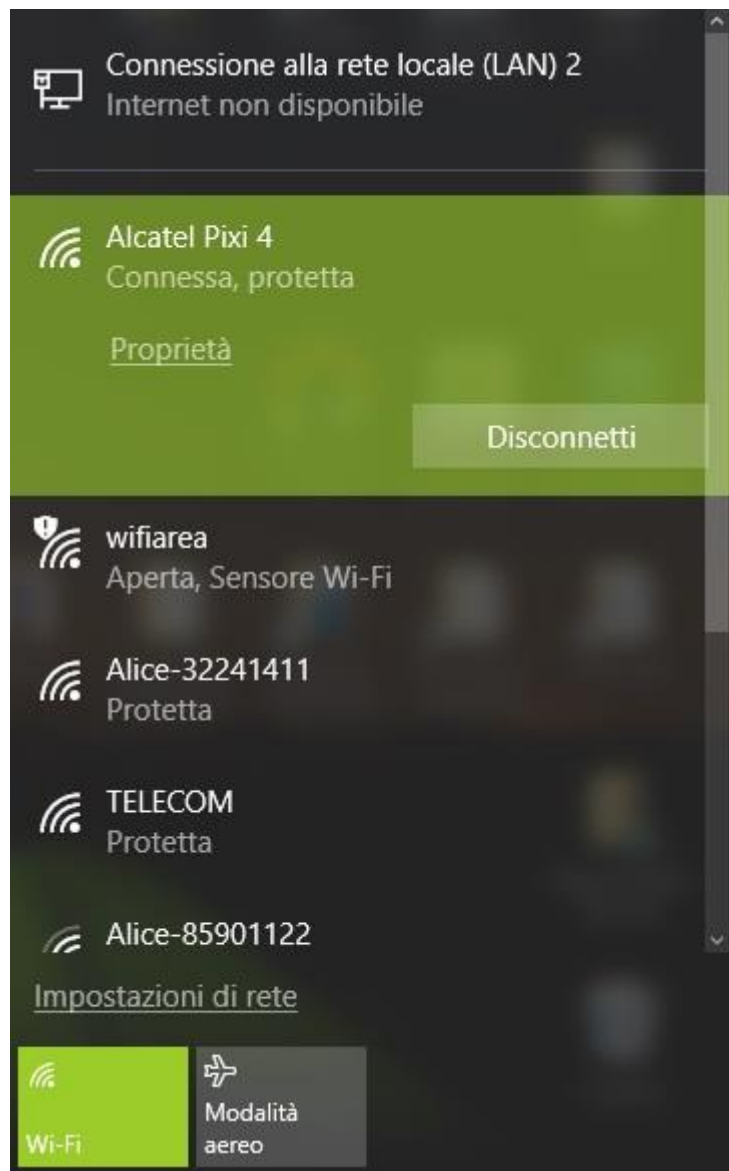 Connessione alla rete locale (LAN) 2
Internet non disponibile
Alcatel Pixi 4
Connessa, protetta
Proprietà
Disconnetti
wifiarea
Aperta, Sensore Wi-Fi
Alice-32241411
Protetta
TELECOM
Protetta
Alice-85901122
Impostazioni di rete
Wi-Fi
Modalità
aereo